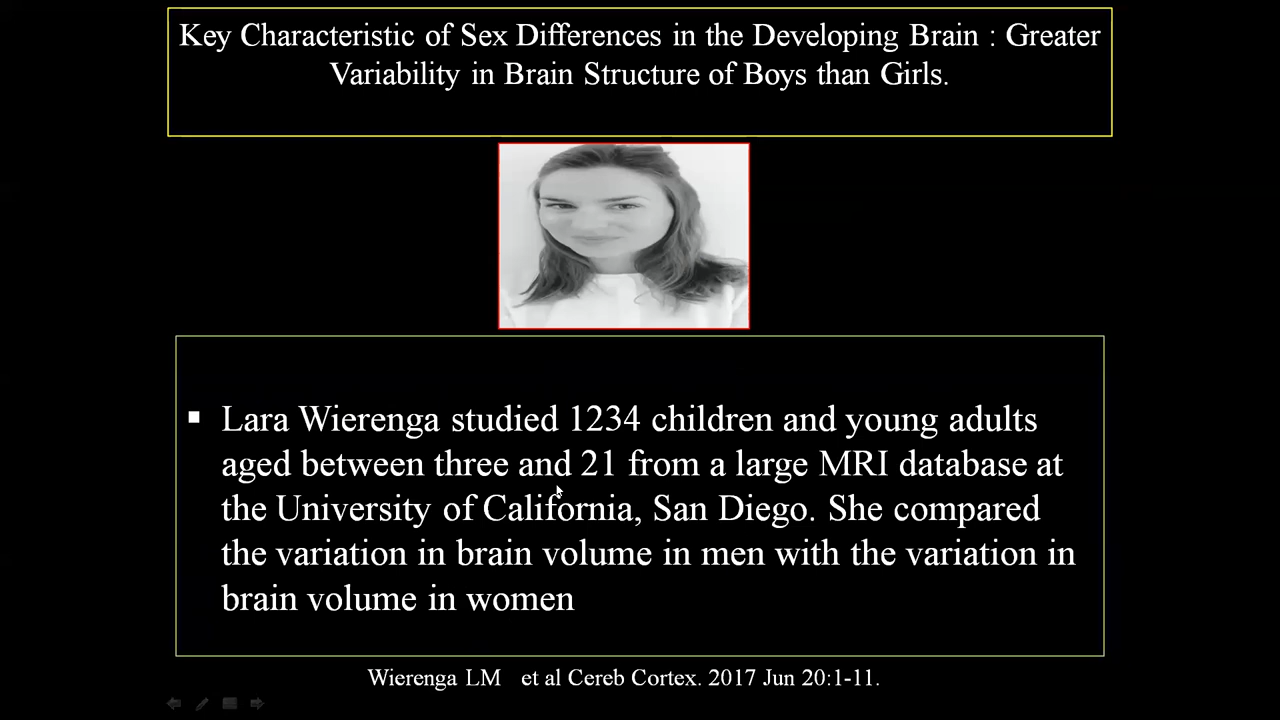 Key Characteristic of Sex Differences in the Developing Brain : Greater
Variability in Brain Structure of Boys than Girls.
▪ Lara Wierenga studied 1234 children and young adults
aged between three and 21 from a large MRI database at
the University of California, San Diego. She compared
the variation in brain volume in men with the variation in
brain volume in women
Wierenga LM et al Cereb Cortex. 2017 Jun 20:1-11.